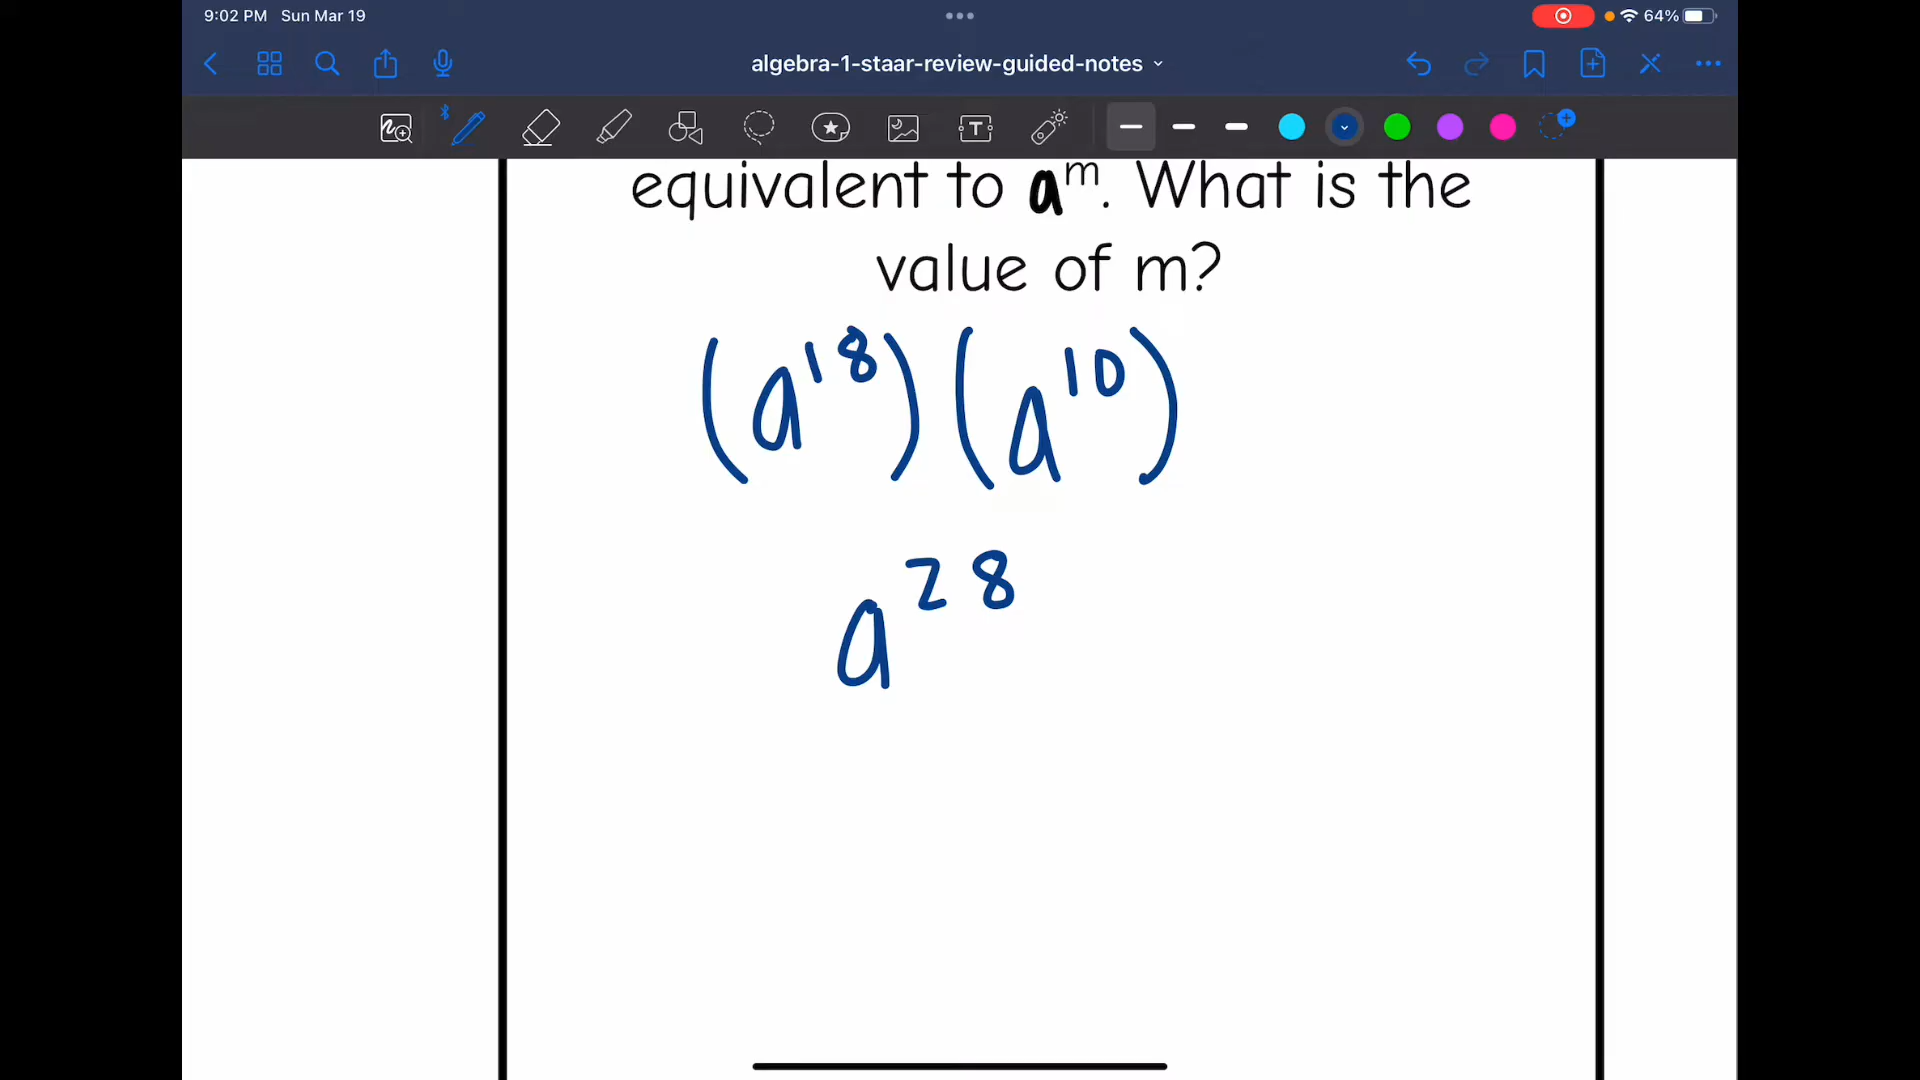 9:02 PM Sun Mar 19
64%
algebra-1-staar-review-guided-notes
equivalent to a^m. What is the
value of m?
(a^18)(a^10)
a^28